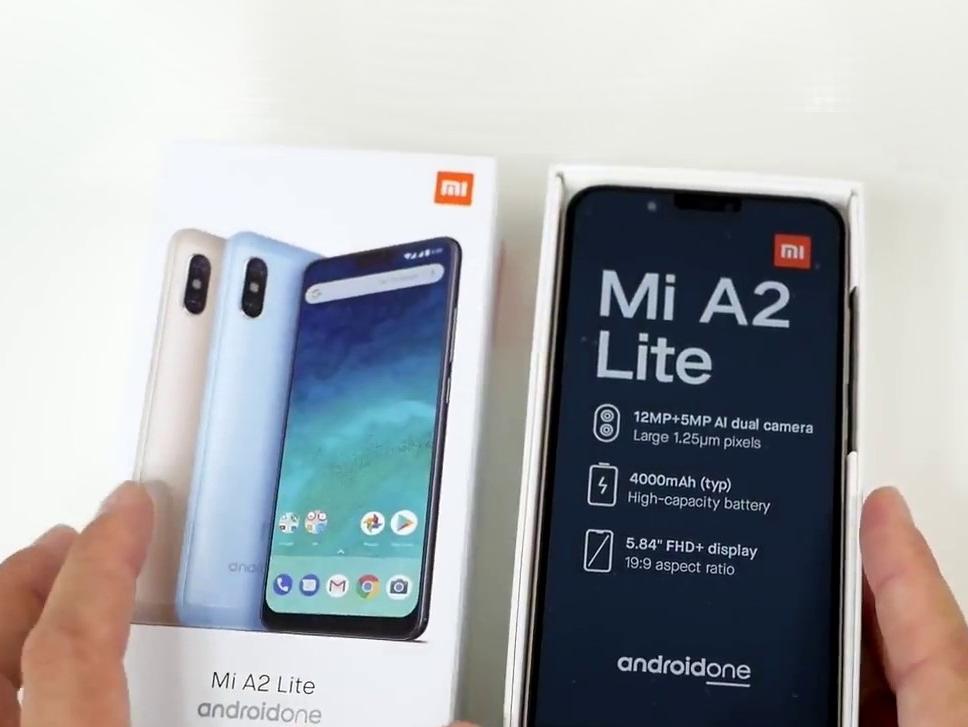 mi
andr
Mi A2 Lite
androidone
mi
Mi A2
Lite
12MP+5MP AI dual camera
Large 1.25µm pixels
4000mAh (typ)
High-capacity battery
5.84" FHD+ display
19:9 aspect ratio
androidone